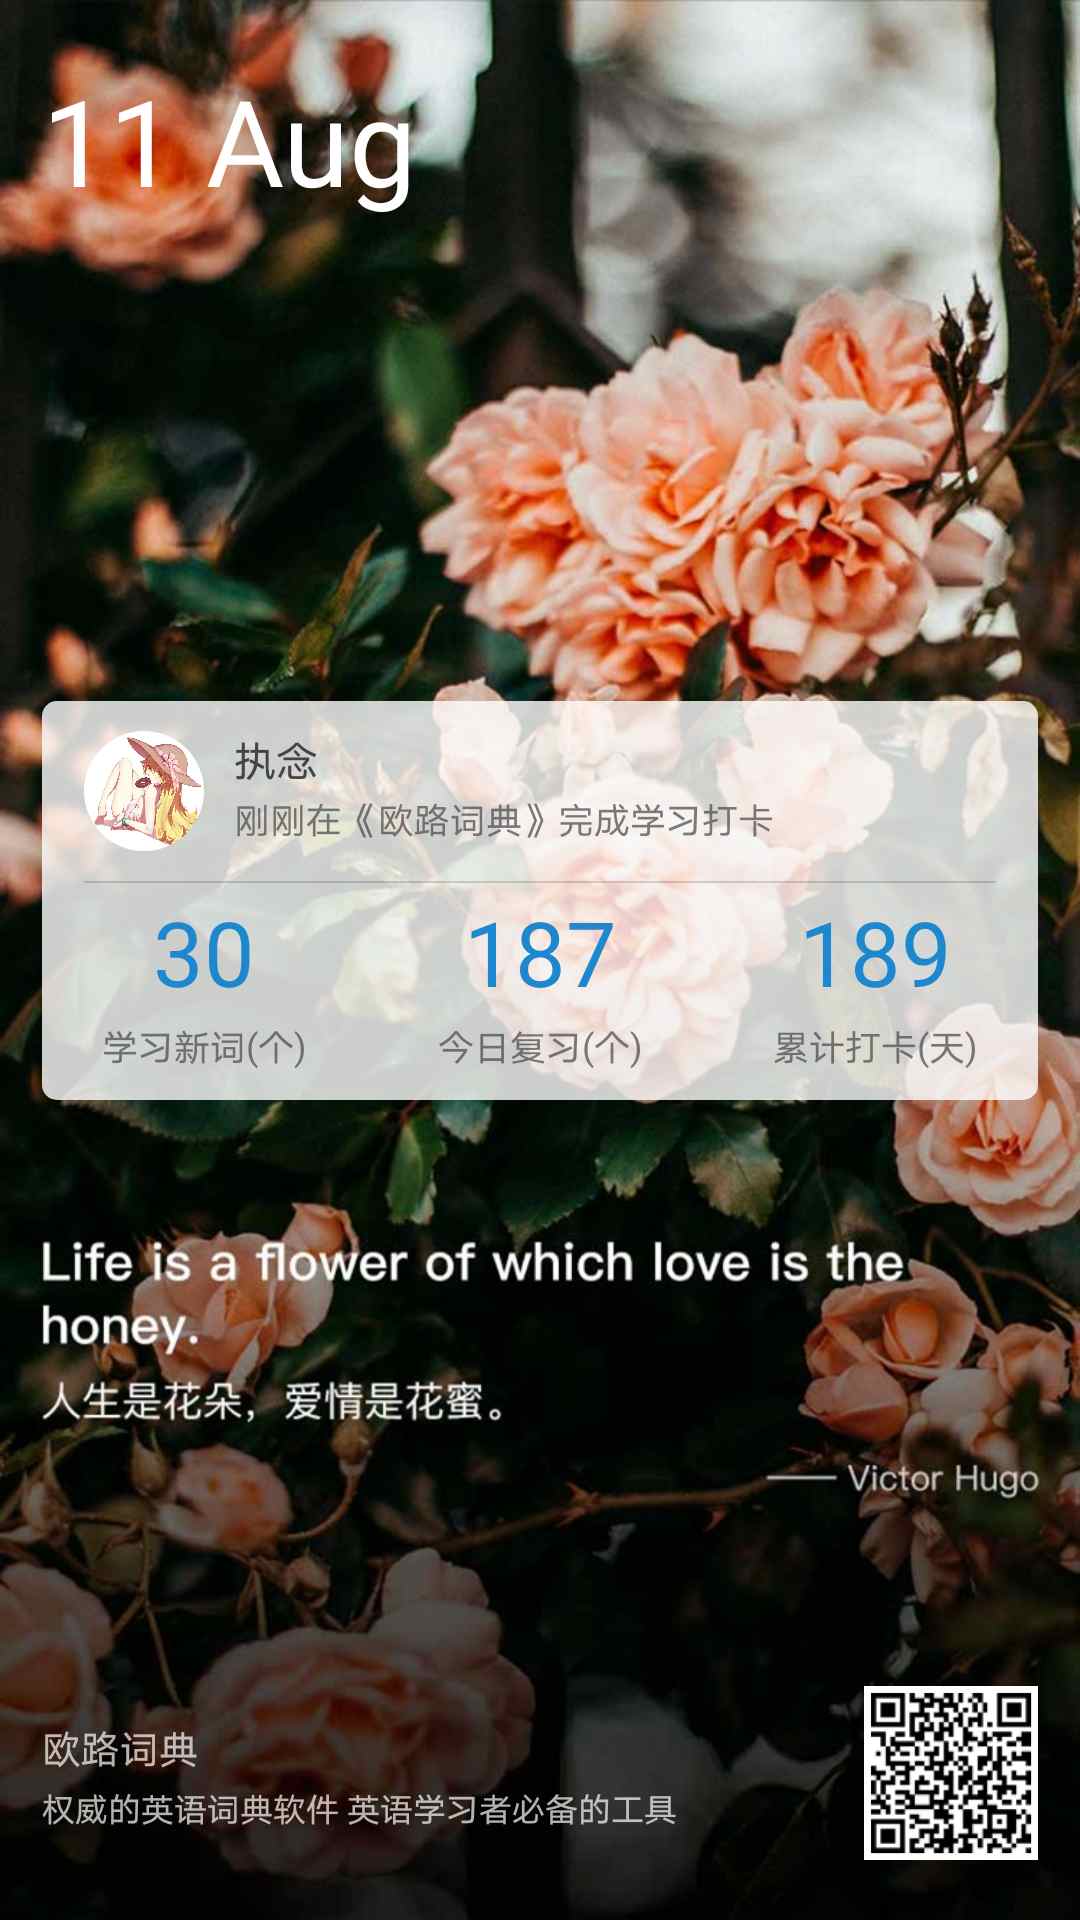 11 Aug
执念
刚刚在《欧路词典》完成学习打卡
30 187 189
学习新词(个) 今日复习(个) 累计打卡(天)
Life is a flower of which love is the
honey.
人生是花朵，爱情是花蜜。
—— Victor Hugo
欧路词典
权威的英语词典软件 英语学习者必备的工具